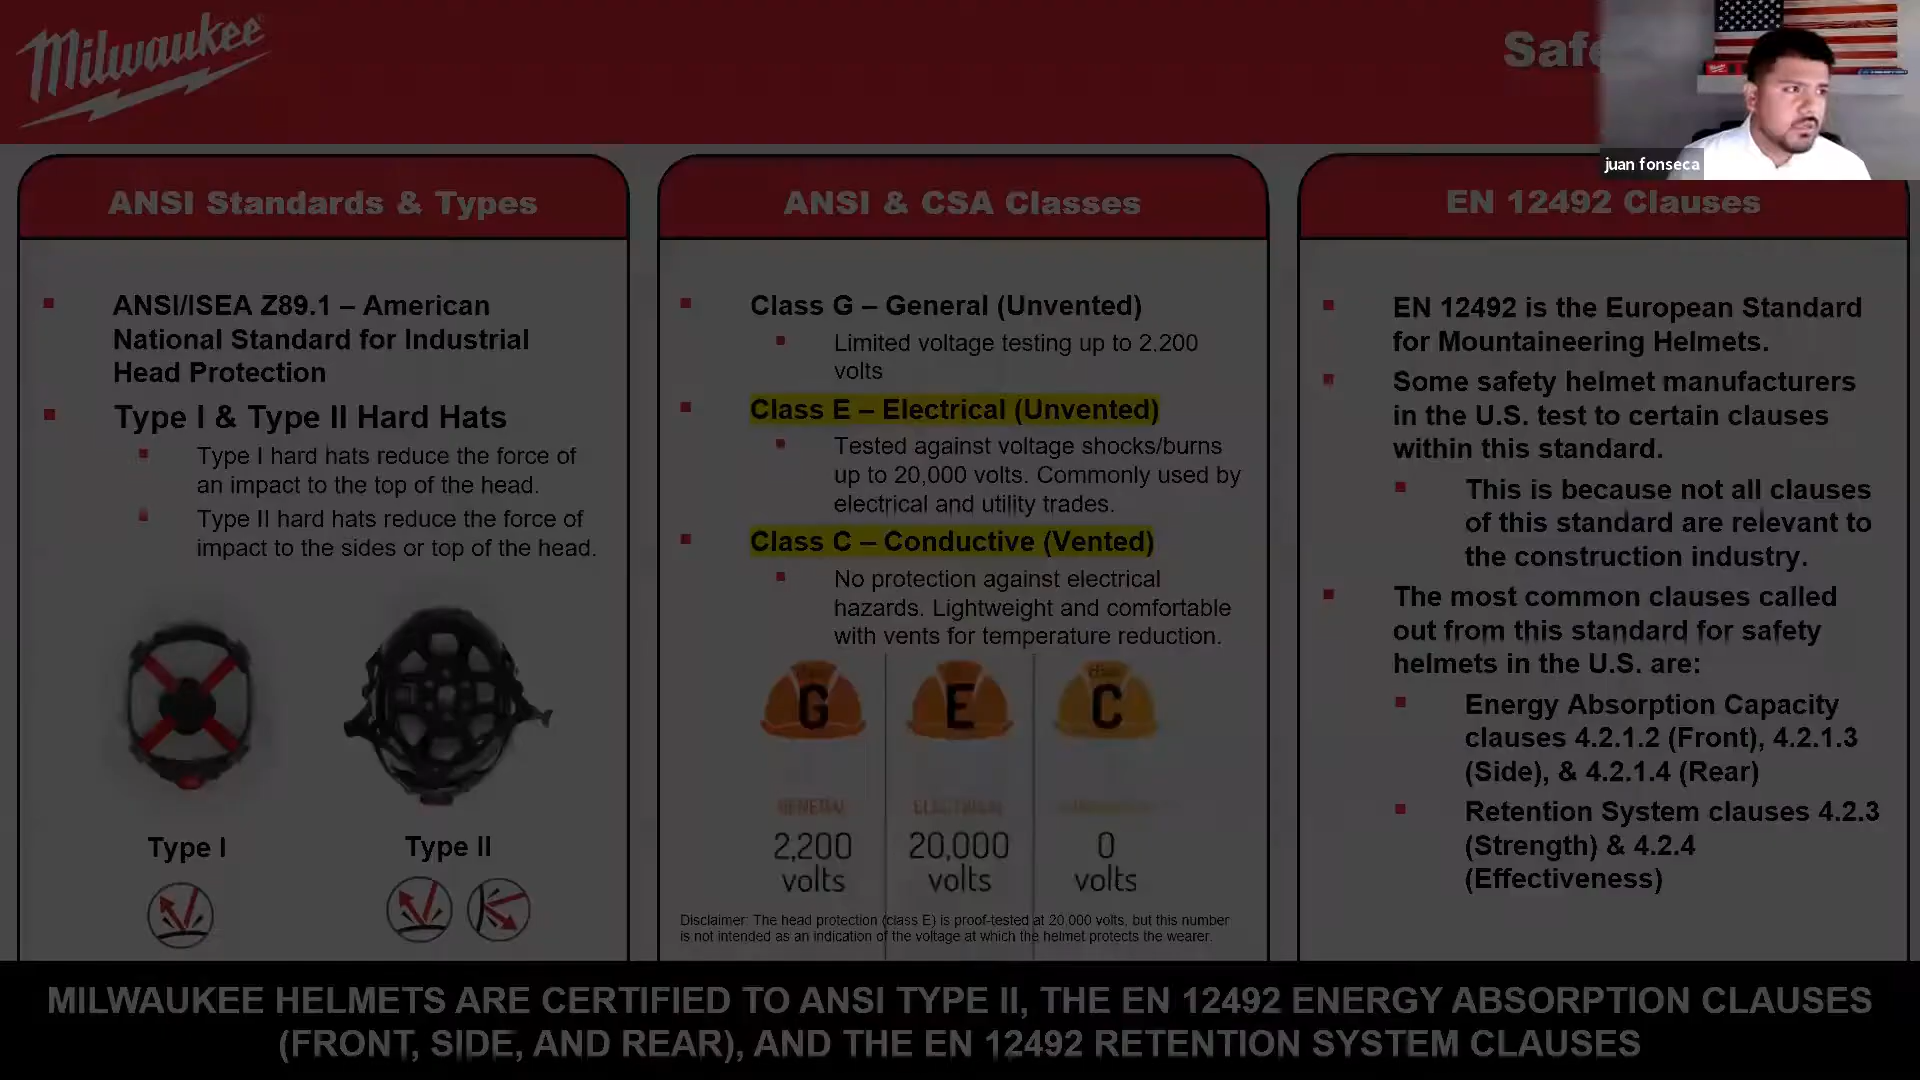 Milwaukee
Safe
juan fonseca
ANSI Standards & Types
ANSI/ISEA Z89.1 – American
National Standard for Industrial
Head Protection
Type I & Type II Hard Hats
Type I hard hats reduce the force of
an impact to the top of the head.
Type II hard hats reduce the force of
impact to the sides or top of the head.
Type I
Type II
ANSI & CSA Classes
Class G – General (Unvented)
Limited voltage testing up to 2.200
volts
Class E – Electrical (Unvented)
Tested against voltage shocks/burns
up to 20,000 volts. Commonly used by
electrical and utility trades.
Class C – Conductive (Vented)
No protection against electrical
hazards. Lightweight and comfortable
with vents for temperature reduction.
G E C
GENERAL ELECTRICAL
2,200 20,000 0
volts volts volts
Disclaimer: The head protection (class E) is proof-tested at 20,000 volts, but this number
is not intended as an indication of the voltage at which the helmet protects the wearer.
EN 12492 Clauses
EN 12492 is the European Standard
for Mountaineering Helmets.
Some safety helmet manufacturers
in the U.S. test to certain clauses
within this standard.
This is because not all clauses
of this standard are relevant to
the construction industry.
The most common clauses called
out from this standard for safety
helmets in the U.S. are:
Energy Absorption Capacity
clauses 4.2.1.2 (Front), 4.2.1.3
(Side), & 4.2.1.4 (Rear)
Retention System clauses 4.2.3
(Strength) & 4.2.4
(Effectiveness)
MILWAUKEE HELMETS ARE CERTIFIED TO ANSI TYPE II, THE EN 12492 ENERGY ABSORPTION CLAUSES
(FRONT, SIDE, AND REAR), AND THE EN 12492 RETENTION SYSTEM CLAUSES